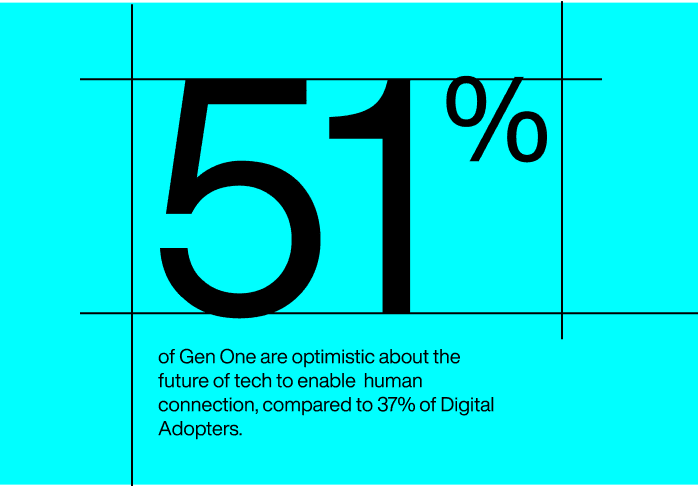 51%
of Gen One are optimistic about the
future of tech to enable  human
connection, compared to 37% of Digital
Adopters.